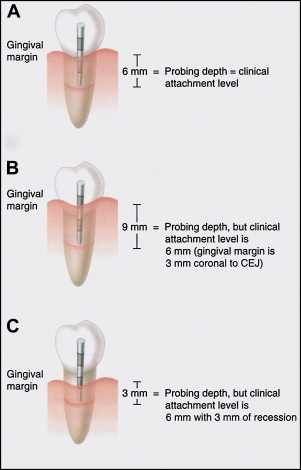 A
Gingival
margin
6 mm = Probing depth = clinical
attachment level
B
Gingival
margin
9 mm = Probing depth, but clinical
attachment level is
6 mm (gingival margin is
3 mm coronal to CEJ)
C
Gingival
margin
3 mm = Probing depth, but clinical
attachment level is
6 mm with 3 mm of recession